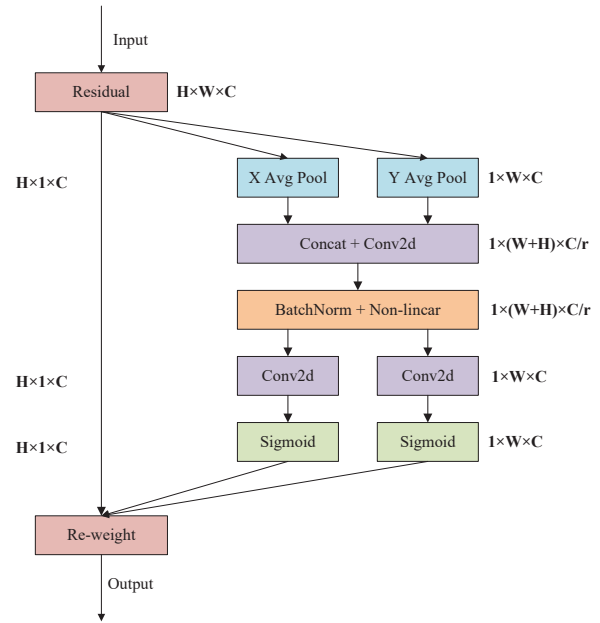 Input
Residual H×W×C
H×1×C X Avg Pool Y Avg Pool 1×W×C
Concat + Conv2d 1×(W+H)×C/r
BatchNorm + Non-lincar 1×(W+H)×C/r
H×1×C Conv2d Conv2d 1×W×C
H×1×C Sigmoid Sigmoid 1×W×C
Re-weight
Output